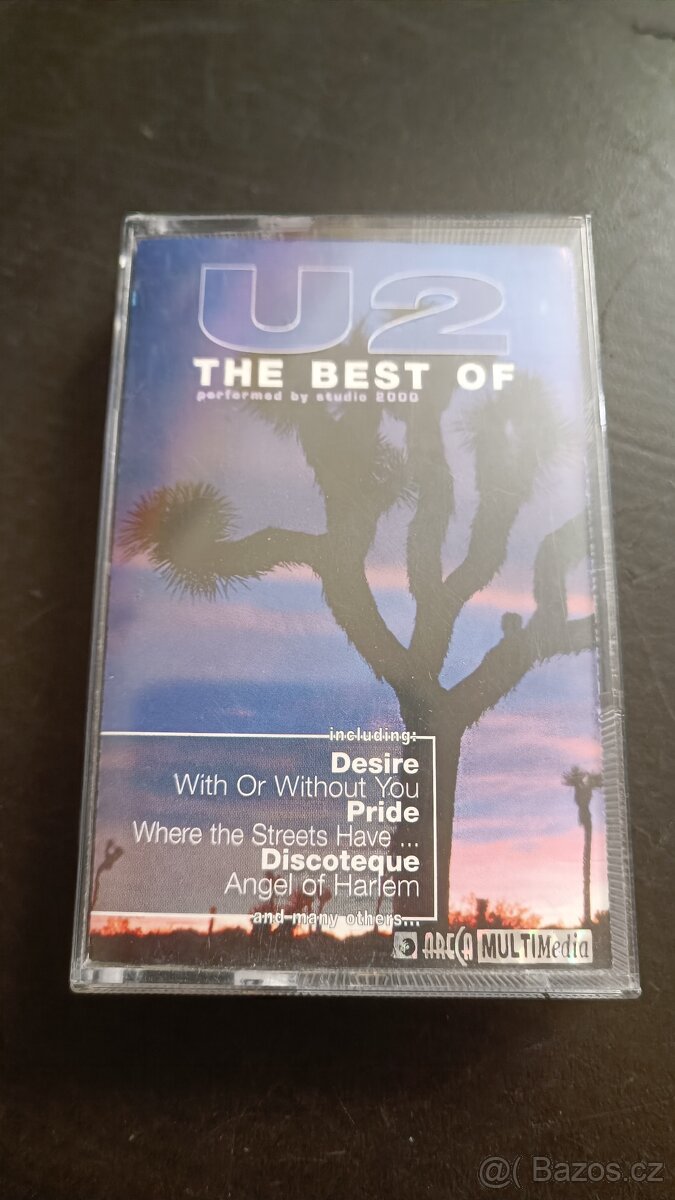 U2
THE BEST OF
performed by studio 2000
including:
Desire
With Or Without You
Pride
Where the Streets Have ...
Discoteque
Angel of Harlem
and many others...
ARECA MULTIMedia
@( Bazos.cz